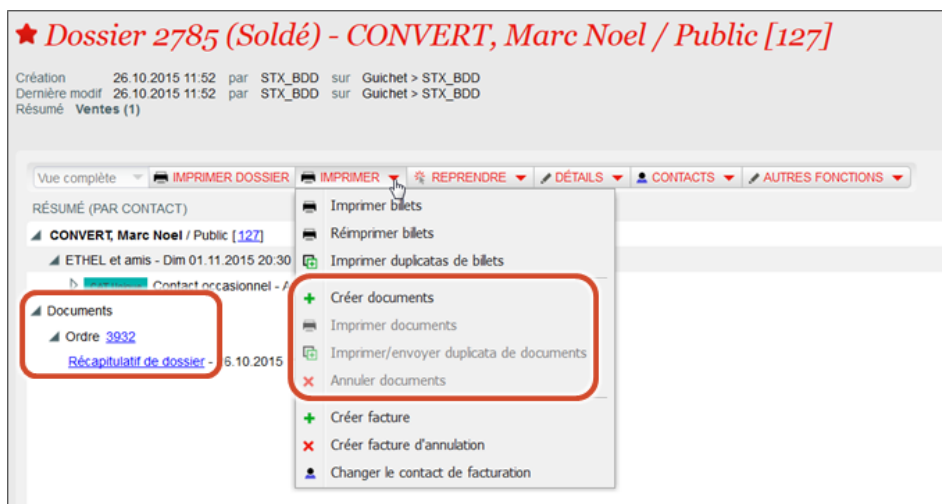 Dossier 2785 (Soldé) - CONVERT, Marc Noel / Public [127]
Création 26.10.2015 11:52 par STX_BDD sur Guichet > STX_BDD
Dernière modif 26.10.2015 11:52 par STX_BDD sur Guichet > STX_BDD
Résumé Ventes (1)
Vue complète IMPRIMER DOSSIER IMPRIMER REPRENDRE DÉTAILS CONTACTS AUTRES FONCTIONS
RÉSUMÉ (PAR CONTACT)
CONVERT, Marc Noel / Public [127]
ETHEL et amis - Dim 01.11.2015 20:30
Contact occasionnel - A
Documents
Ordre 3932
Récapitulatif de dossier - 6.10.2015
Imprimer billets
Réimprimer billets
Imprimer duplicatas de billets
Créer documents
Imprimer documents
Imprimer/envoyer duplicata de documents
Annuler documents
Créer facture
Créer facture d'annulation
Changer le contact de facturation